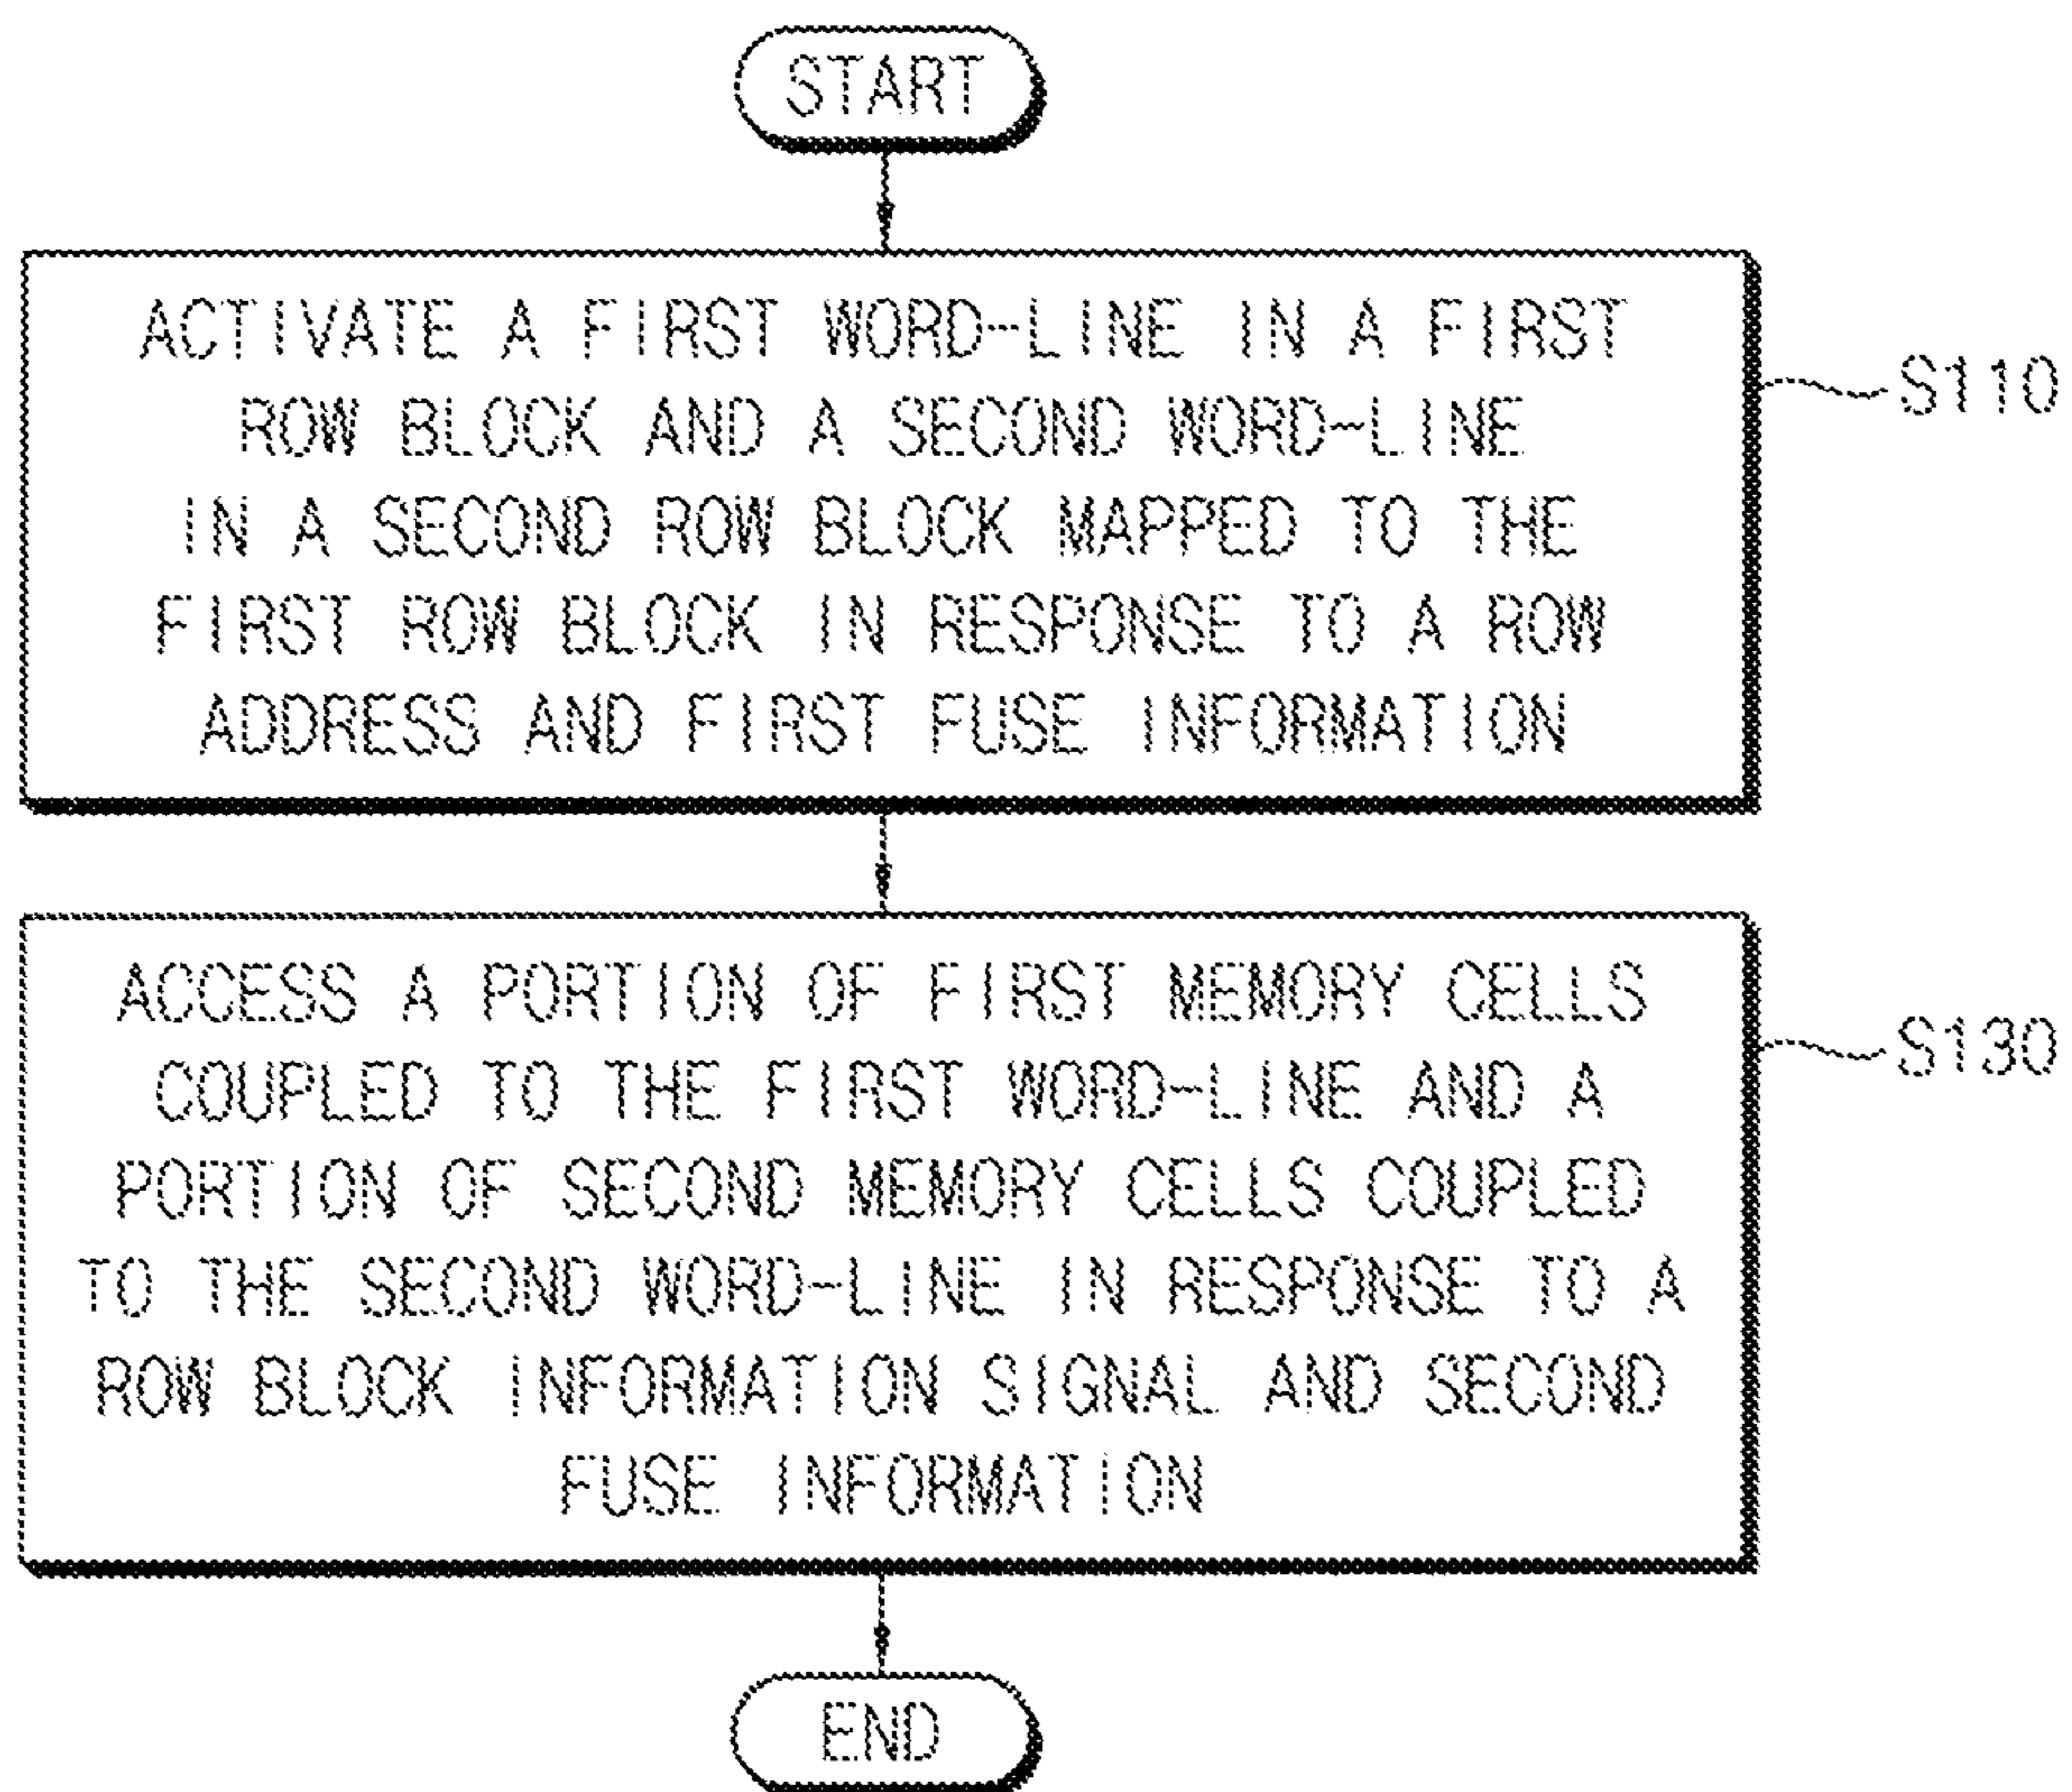 START
ACTIVATE A FIRST WORD-LINE IN A FIRST
ROW BLOCK AND A SECOND WORD-LINE
IN A SECOND ROW BLOCK MAPPED TO THE
FIRST ROW BLOCK IN RESPONSE TO A ROW
ADDRESS AND FIRST FUSE INFORMATION
S110
ACCESS A PORTION OF FIRST MEMORY CELLS
COUPLED TO THE FIRST WORD-LINE AND A
PORTION OF SECOND MEMORY CELLS COUPLED
TO THE SECOND WORD-LINE IN RESPONSE TO A
ROW BLOCK INFORMATION SIGNAL AND SECOND
FUSE INFORMATION
S130
END